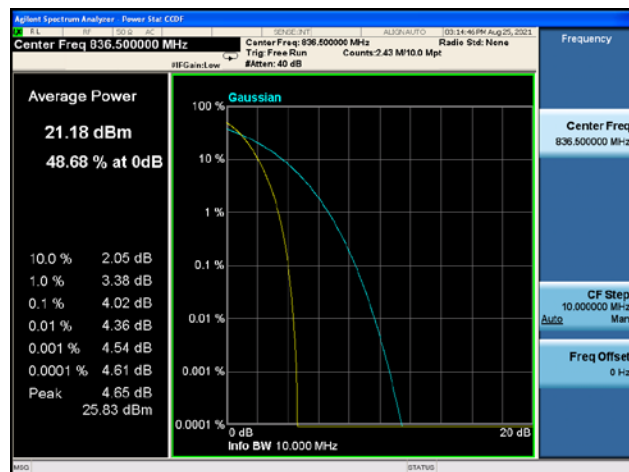 Agilent Spectrum Analyzer - Power Stat CCDF
RL RF 50 Ω AC SENSE:INT ALIGNAUTO 03:14:46 PM Aug 25, 2021
Center Freq 836.500000 MHz
Center Freq: 836.500000 MHz Radio Std: None
Trig: Free Run Counts:2.43 M/10.0 Mpt
#IFGain:Low #Atten: 40 dB
Frequency
Average Power
21.18 dBm
48.68 % at 0dB
10.0 % 2.05 dB
1.0 % 3.38 dB
0.1 % 4.02 dB
0.01 % 4.36 dB
0.001 % 4.54 dB
0.0001 % 4.61 dB
Peak 4.65 dB
25.83 dBm
Gaussian
100 %
10 %
1 %
0.1 %
0.01 %
0.001 %
0.0001 %
0 dB 20 dB
Info BW 10.000 MHz
Center Freq
836.500000 MHz
CF Step
10.000000 MHz
Auto Man
Freq Offset
0 Hz
MSG STATUS